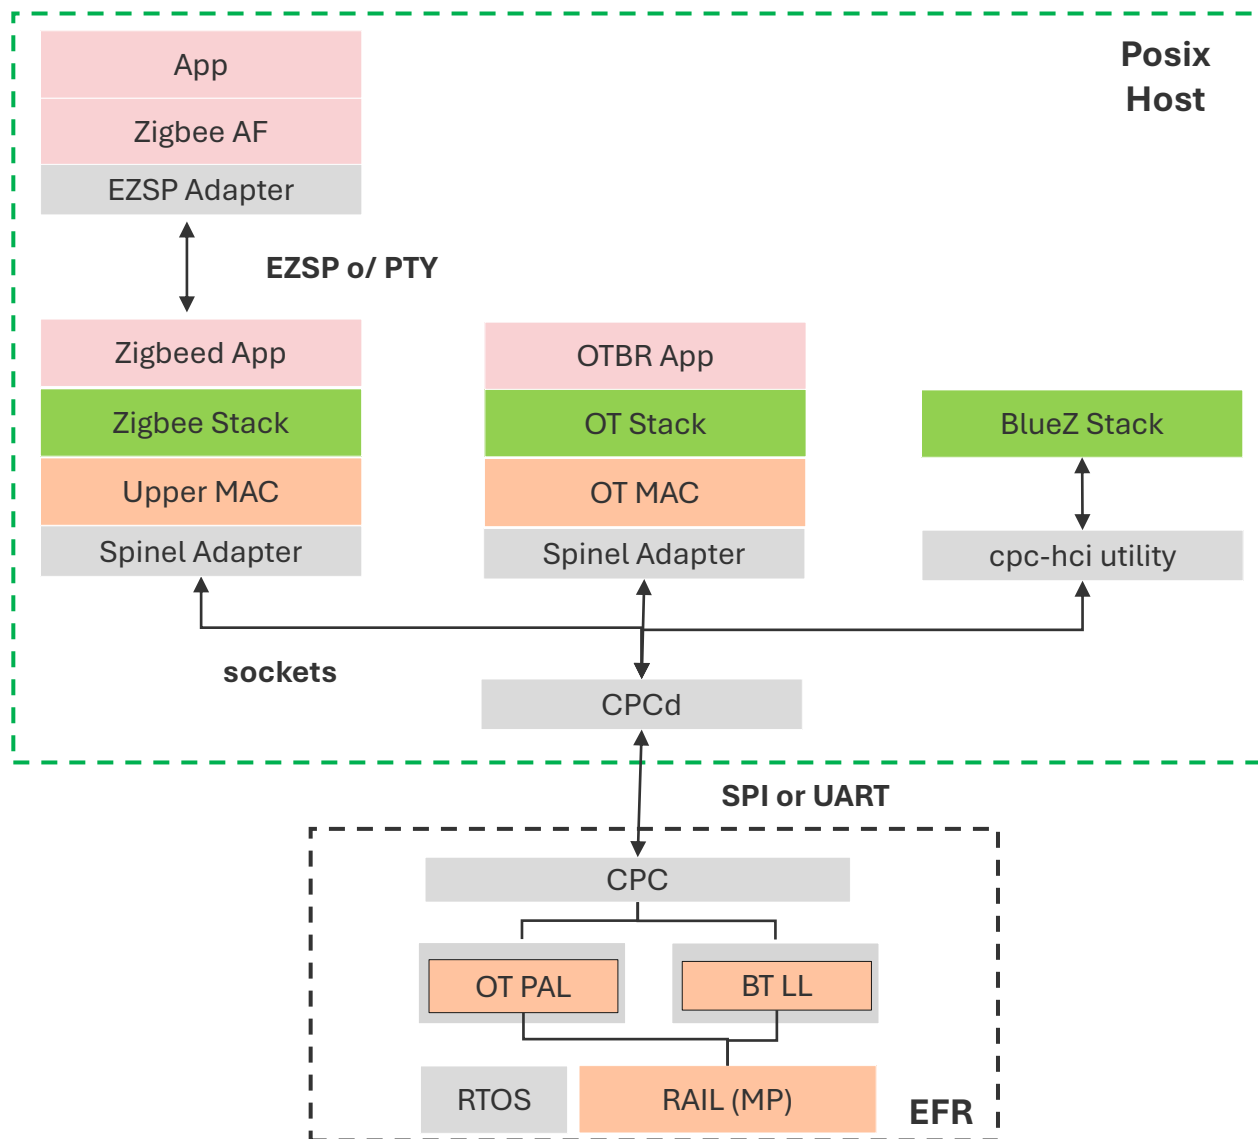 App
Zigbee AF
EZSP Adapter
Posix
Host
EZSP o/ PTY
Zigbeed App
Zigbee Stack
Upper MAC
Spinel Adapter
OTBR App
OT Stack
OT MAC
Spinel Adapter
BlueZ Stack
cpc-hci utility
sockets
CPCd
SPI or UART
CPC
OT PAL
BT LL
RTOS
RAIL (MP)
EFR